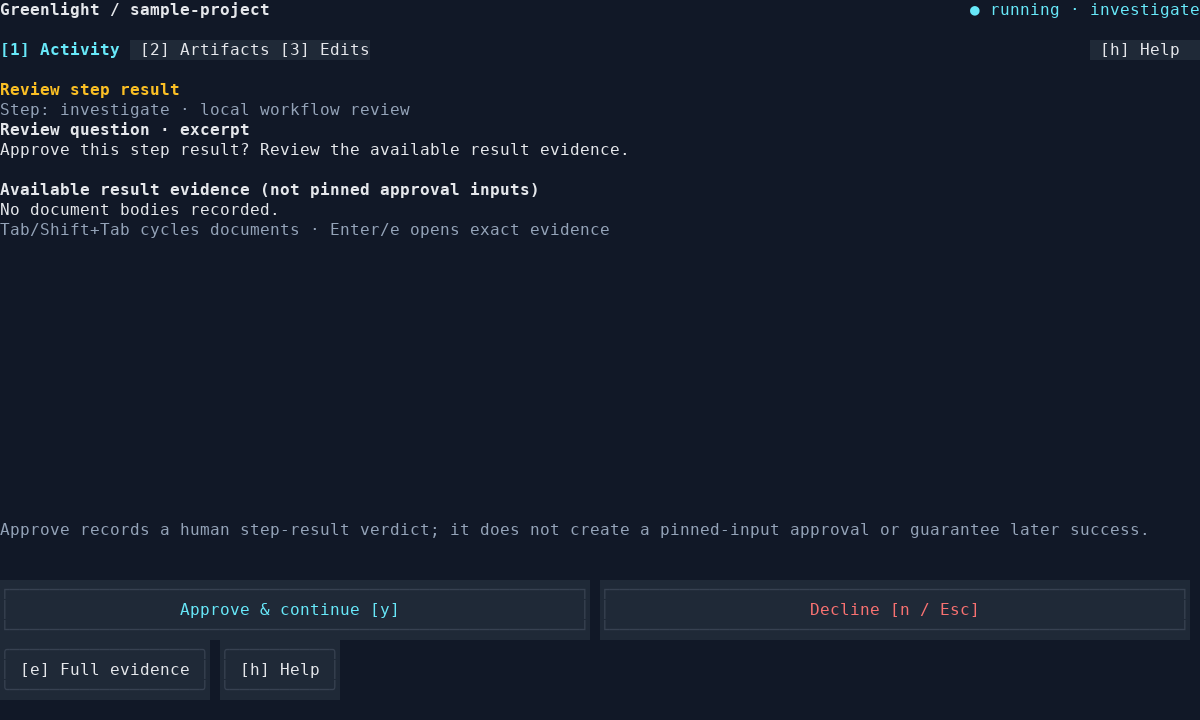 Greenlight / sample-project ● running · investigate
[1] Activity [2] Artifacts [3] Edits [h] Help
Review step result
Step: investigate · local workflow review
Review question · excerpt
Approve this step result? Review the available result evidence.
Available result evidence (not pinned approval inputs)
No document bodies recorded.
Tab/Shift+Tab cycles documents · Enter/e opens exact evidence
Approve records a human step-result verdict; it does not create a pinned-input approval or guarantee later success.
Approve & continue [y] Decline [n / Esc]
[e] Full evidence [h] Help